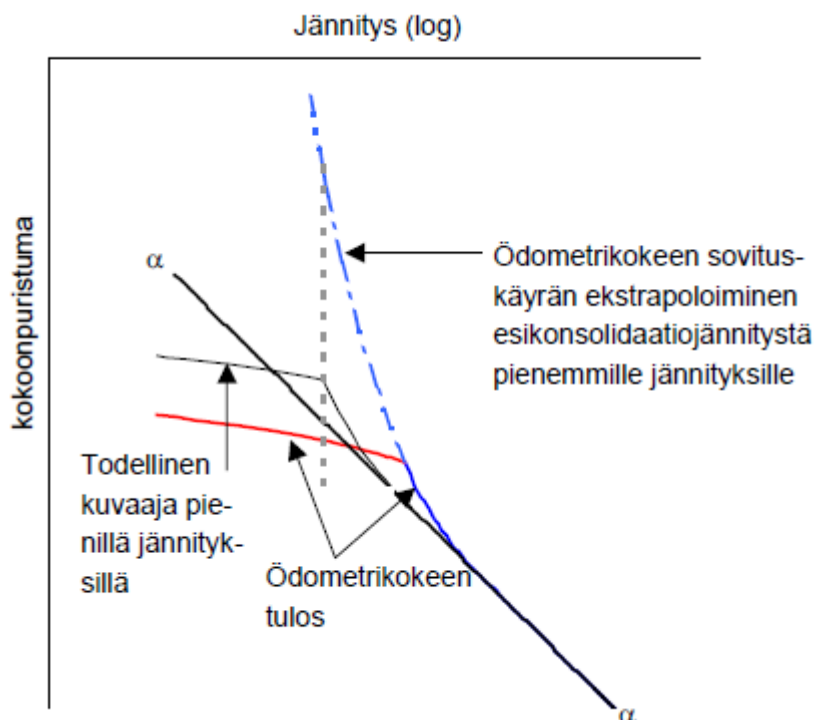 Jännitys (log)
kokoonpuristuma
α
Ödometrikokeen sovitus-
käyrän ekstrapoloiminen
esikonsolidaatiojännitystä
pienemmille jännityksille
Todellinen
kuvaaja pie-
nillä jännityk-
sillä
Ödometrikokeen
tulos
α